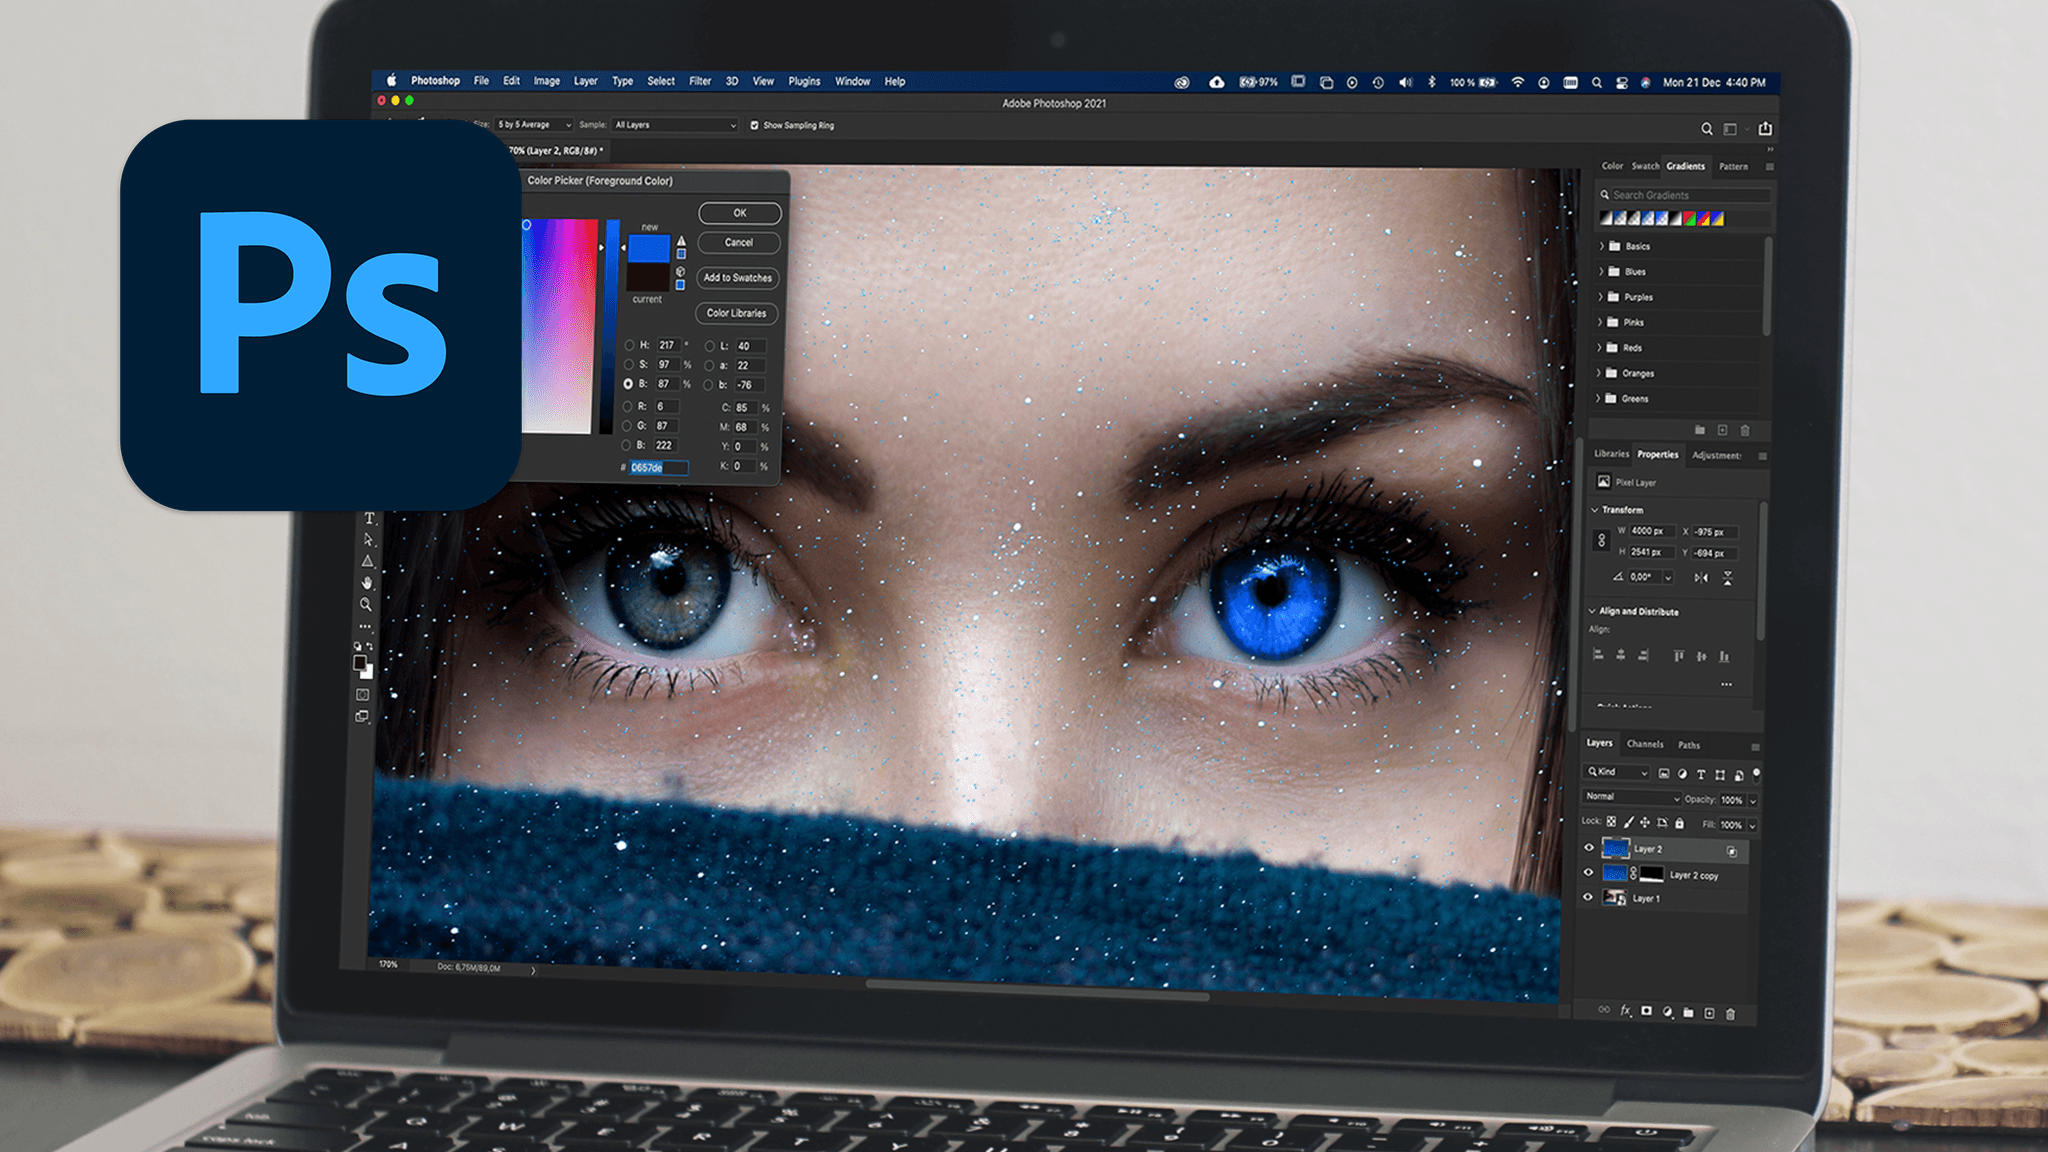 Photoshop File Edit Image Layer Type Select Filter 3D View Plugins Window Help 97% 100 % Mon 21 Dec 4:40 PM
Adobe Photoshop 2021
Size: 5 by 5 Average Sample: All Layers Show Sampling Ring
70% (Layer 2, RGB/8#) *
Ps
Color Picker (Foreground Color)
new
current
OK
Cancel
Add to Swatches
Color Libraries
H: 217 ° L: 40
S: 97 % a: 22
B: 87 % b: -76
R: 6 C: 85 %
G: 87 M: 68 %
B: 222 Y: 0 %
# 0657de K: 0 %
Color Swatch Gradients Pattern
Search Gradients
Basics
Blues
Purples
Pinks
Reds
Oranges
Greens
Libraries Properties Adjustments
Pixel Layer
Transform
W 4000 px X -975 px
H 2541 px Y -694 px
0,00°
Align and Distribute
Align:
Layers Channels Paths
Kind
Normal Opacity: 100%
Lock: Fill: 100%
Layer 2
Layer 2 copy
Layer 1
fx
170% Doc: 6,75M/89,0M
tab Q W E R T Y
caps lock A S